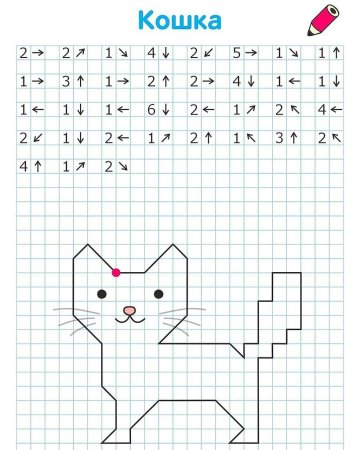 Кошка
2→ 2↗ 1↘ 4↓ 2↙ 5→ 1↘ 1↑
1→ 3↑ 1→ 2↑ 2→ 4↓ 1← 1↓
1← 1↓ 1← 6↓ 2← 1↗ 2↖ 4←
2↙ 1↓ 2← 1↗ 2↑ 1↖ 3↑ 2↖
4↑ 1↗ 2↘